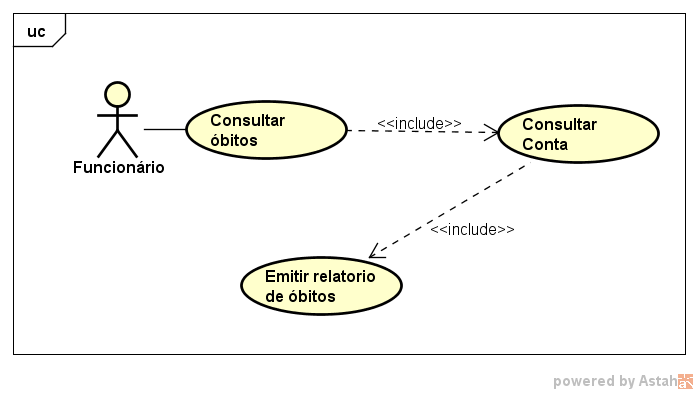 uc
Consultar
óbitos
<<include>>
Consultar
Conta
Funcionário
<<include>>
Emitir relatorio
de óbitos
powered by Astah